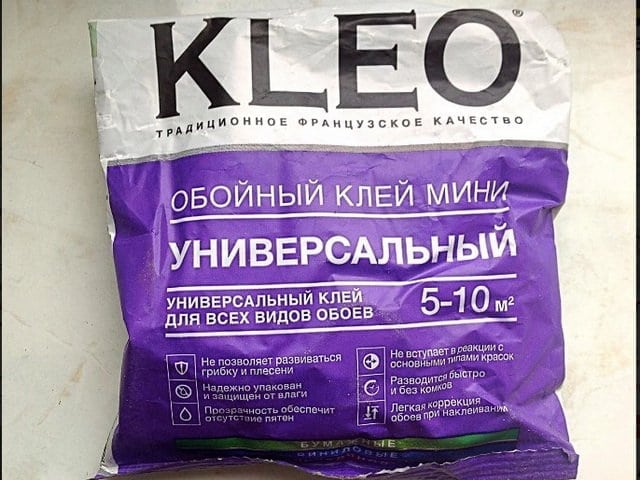 KLEO®
ТРАДИЦИОННОЕ ФРАНЦУЗСКОЕ КАЧЕСТВО
ОБОЙНЫЙ КЛЕЙ МИНИ
УНИВЕРСАЛЬНЫЙ
УНИВЕРСАЛЬНЫЙ КЛЕЙ
ДЛЯ ВСЕХ ВИДОВ ОБОЕВ
5-10 м²
Не позволяет развиваться
грибку и плесени
Надежно упакован
и защищен от влаги
Прозрачность обеспечит
отсутствие пятен
Не вступает в реакции с
основными типами красок
Разводится быстро
и без комков
Легкая коррекция
обоев при наклеивании
БУМАЖНЫЕ
ВИНИЛОВЫЕ